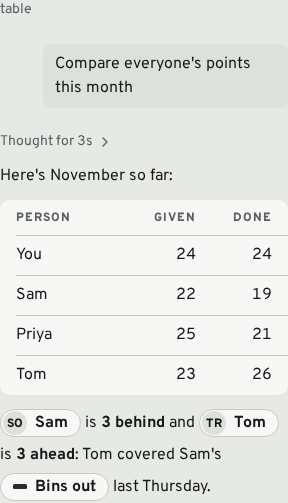 table
Compare everyone's points
this month
Thought for 3s
Here's November so far:
PERSON GIVEN DONE
You 24 24
Sam 22 19
Priya 25 21
Tom 23 26
SO Sam is 3 behind and TR Tom
is 3 ahead: Tom covered Sam's
Bins out last Thursday.